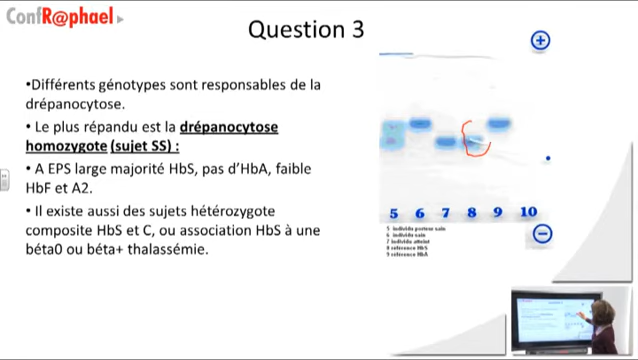 ConfR@phael
Question 3
•Différents génotypes sont responsables de la
drépanocytose.
• Le plus répandu est la drépanocytose
homozygote (sujet SS) :
• A EPS large majorité HbS, pas d'HbA, faible
HbF et A2.
• Il existe aussi des sujets hétérozygote
composite HbS et C, ou association HbS à une
béta0 ou béta+ thalassémie.
+
5 6 7 8 9 10
−
5 individu porteur sain
6 individu sain
7 individu atteint
8 référence HbS
9 référence HbA